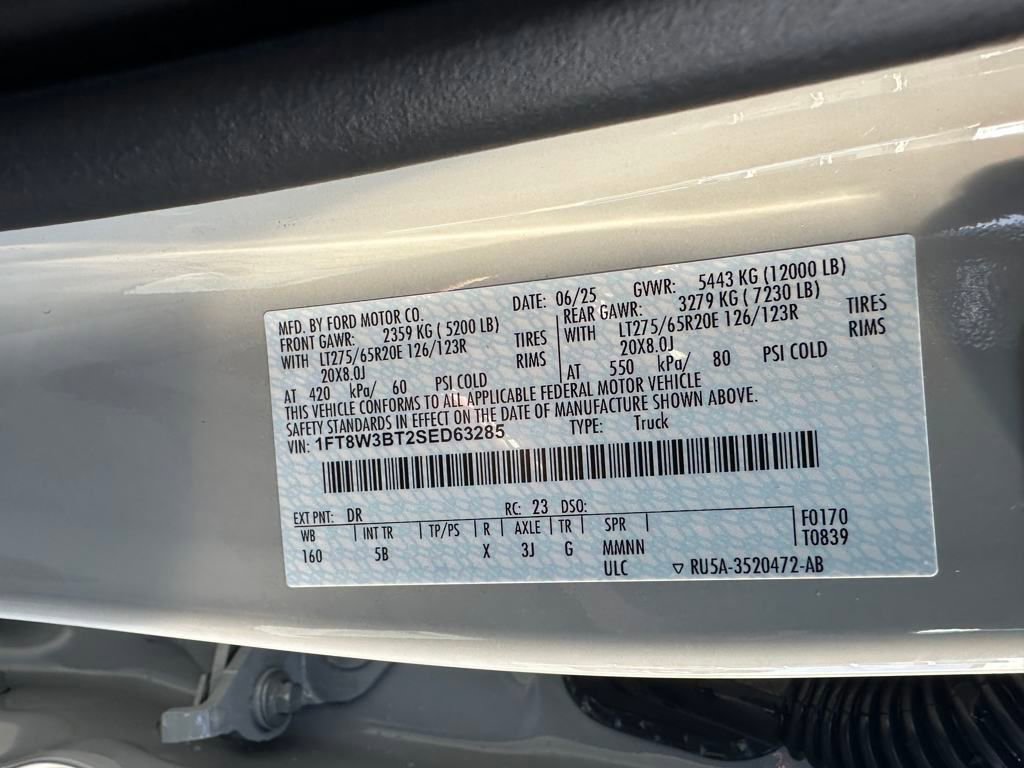 MFD. BY FORD MOTOR CO. DATE: 06/25 GVWR: 5443 KG (12000 LB)
FRONT GAWR: 2359 KG ( 5200 LB) REAR GAWR: 3279 KG ( 7230 LB)
WITH LT275/65R20E 126/123R TIRES WITH LT275/65R20E 126/123R TIRES
20X8.0J RIMS 20X8.0J RIMS
AT 420 kPa/ 60 PSI COLD AT 550 kPa/ 80 PSI COLD
THIS VEHICLE CONFORMS TO ALL APPLICABLE FEDERAL MOTOR VEHICLE
SAFETY STANDARDS IN EFFECT ON THE DATE OF MANUFACTURE SHOWN ABOVE.
VIN: 1FT8W3BT2SED63285 TYPE: Truck
EXT PNT: DR RC: 23 DSO:
WB INT TR TP/PS R AXLE TR SPR F0170
160 5B X 3J G MMNN T0839
ULC ▽ RU5A-3520472-AB